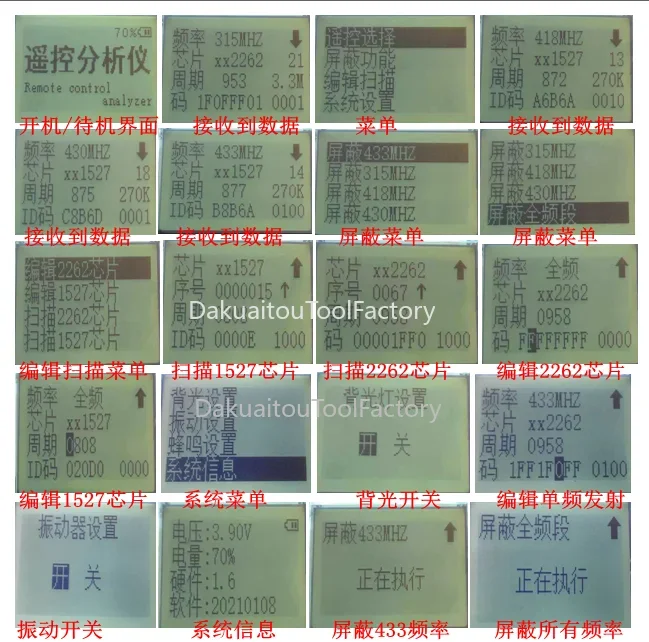 70%
遥控分析仪
Remote control
analyzer
开机/待机界面
频率 315MHZ
芯片 xx2262 21
周期 953 3.3M
码 1F0FFF01 0001
接收到数据
遥控选择
屏蔽功能
编辑扫描
系统设置
菜单
频率 418MHZ
芯片 xx1527 13
周期 872 270K
ID码 A6B6A 0010
接收到数据
频率 430MHZ
芯片 xx1527 18
周期 875 270K
ID码 C8B6D 0001
接收到数据
频率 433MHZ
芯片 xx1527 14
周期 877 270K
ID码 B8B6A 0100
接收到数据
屏蔽433MHZ
屏蔽315MHZ
屏蔽418MHZ
屏蔽430MHZ
屏蔽菜单
屏蔽315MHZ
屏蔽418MHZ
屏蔽430MHZ
屏蔽全频段
屏蔽菜单
编辑2262芯片
编辑1527芯片
扫描2262芯片
扫描1527芯片
编辑扫描菜单
芯片 xx1527
序号 0000015
周期
ID码 0000E 1000
扫描1527芯片
芯片 xx2262
序号 0067
周期
码 00001FF0 1000
扫描2262芯片
DakuaitouToolFactory
频率 全频
芯片 xx2262
周期 0958
码 FFFFFFFF 0000
编辑2262芯片
频率 全频
芯片 xx1527
周期 0808
ID码 020D0 0000
编辑1527芯片
背光设置
振动设置
蜂鸣设置
系统信息
系统菜单
背光灯设置
开 关
背光开关
DakuaitouToolFactory
频率 433MHZ
芯片 xx2262
周期 0958
码 1FF1F0FF 0100
编辑单频发射
振动器设置
开 关
振动开关
电压:3.90V
电量:70%
硬件:1.6
软件:20210108
系统信息
屏蔽433MHZ
正在执行
屏蔽433频率
屏蔽全频段
正在执行
屏蔽所有频率